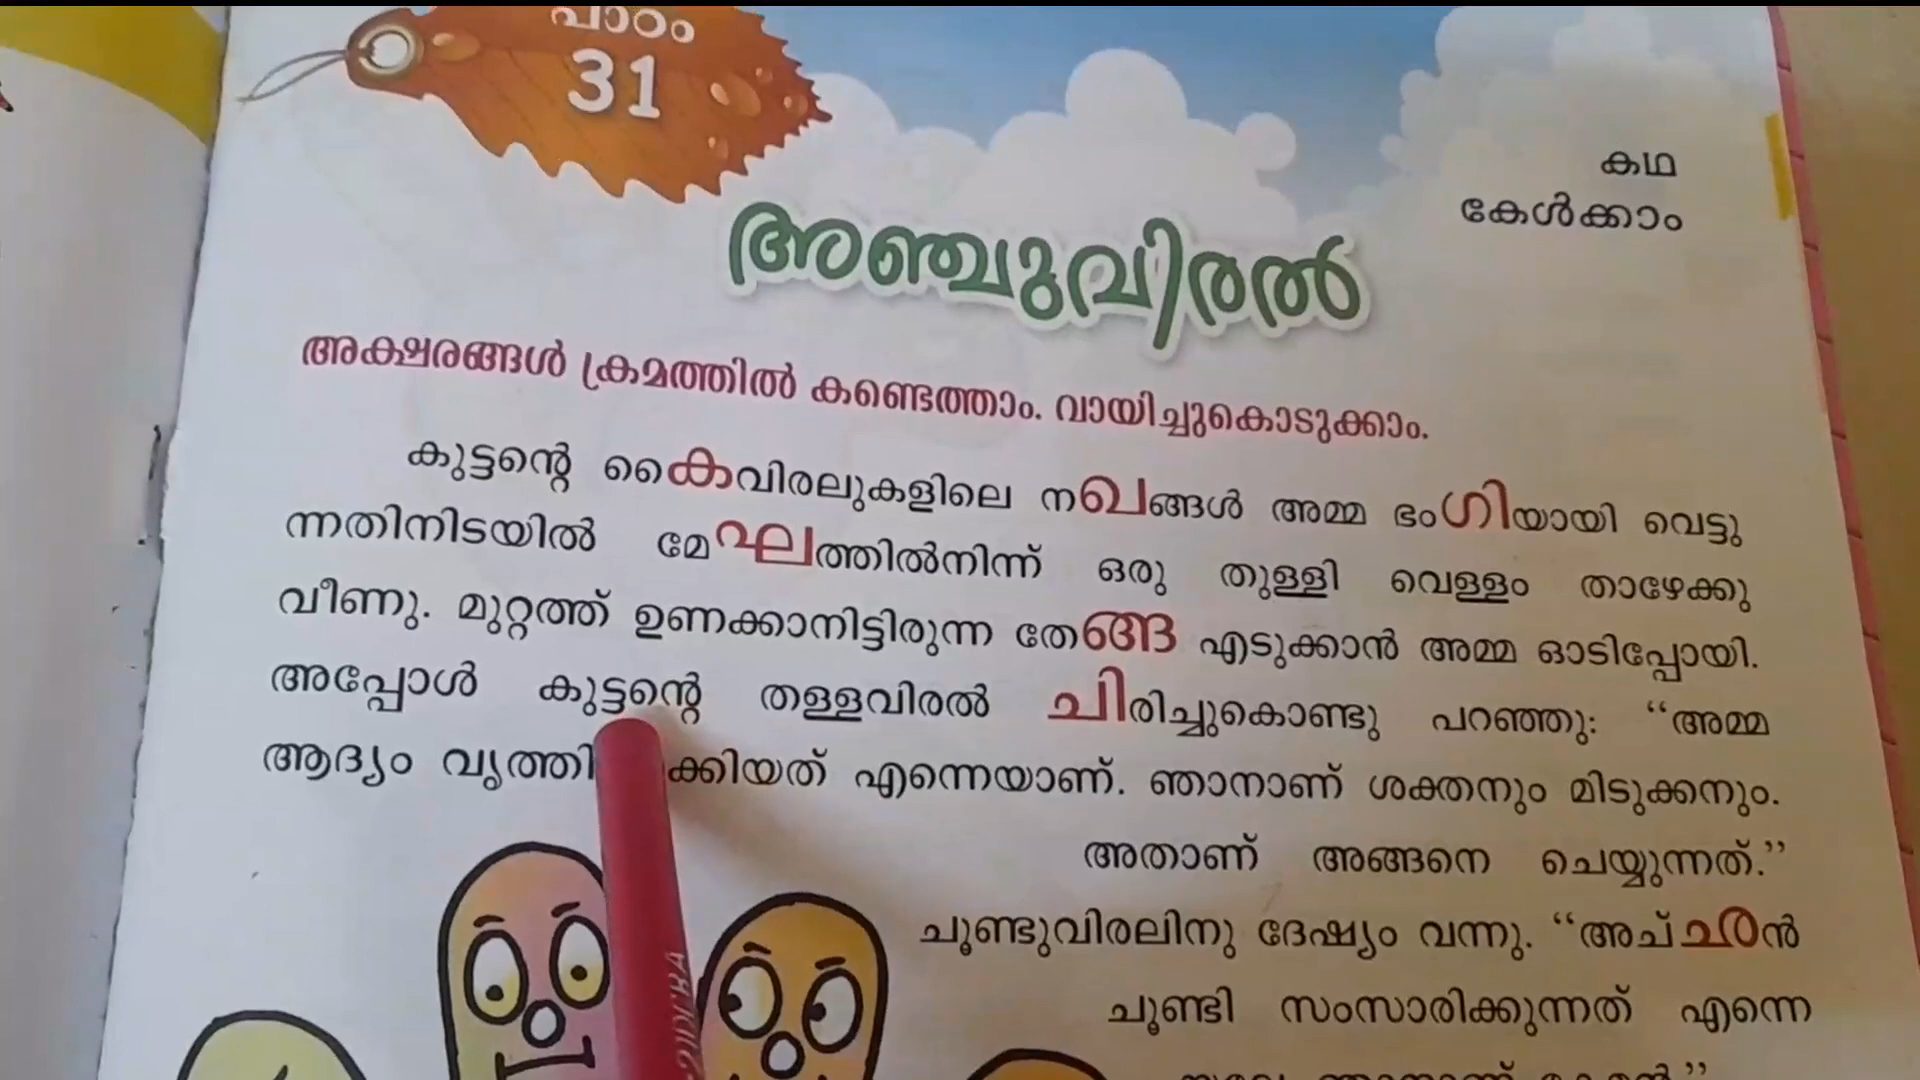 പാഠം
31
കഥ
കേൾക്കാം
അഞ്ചുവിരൽ
അക്ഷരങ്ങൾ ക്രമത്തിൽ കണ്ടെത്താം. വായിച്ചുകൊടുക്കാം.
കുട്ടന്റെ കൈവിരലുകളിലെ നഖങ്ങൾ അമ്മ ഭംഗിയായി വെട്ടു
ന്നതിനിടയിൽ മേഘത്തിൽനിന്ന് ഒരു തുള്ളി വെള്ളം താഴേക്കു
വീണു. മുറ്റത്ത് ഉണക്കാനിട്ടിരുന്ന തേങ്ങ എടുക്കാൻ അമ്മ ഓടിപ്പോയി.
അപ്പോൾ കുട്ടന്റെ തള്ളവിരൽ ചിരിച്ചുകൊണ്ടു പറഞ്ഞു: “അമ്മ
ആദ്യം എന്നെയാണ്. ഞാനാണ് ശക്തനും മിടുക്കനും.
അതാണ് അങ്ങനെ ചെയ്യുന്നത്.”
ചൂണ്ടുവിരലിനു ദേഷ്യം വന്നു. “അച്ഛൻ
ചൂണ്ടി സംസാരിക്കുന്നത് എന്നെ